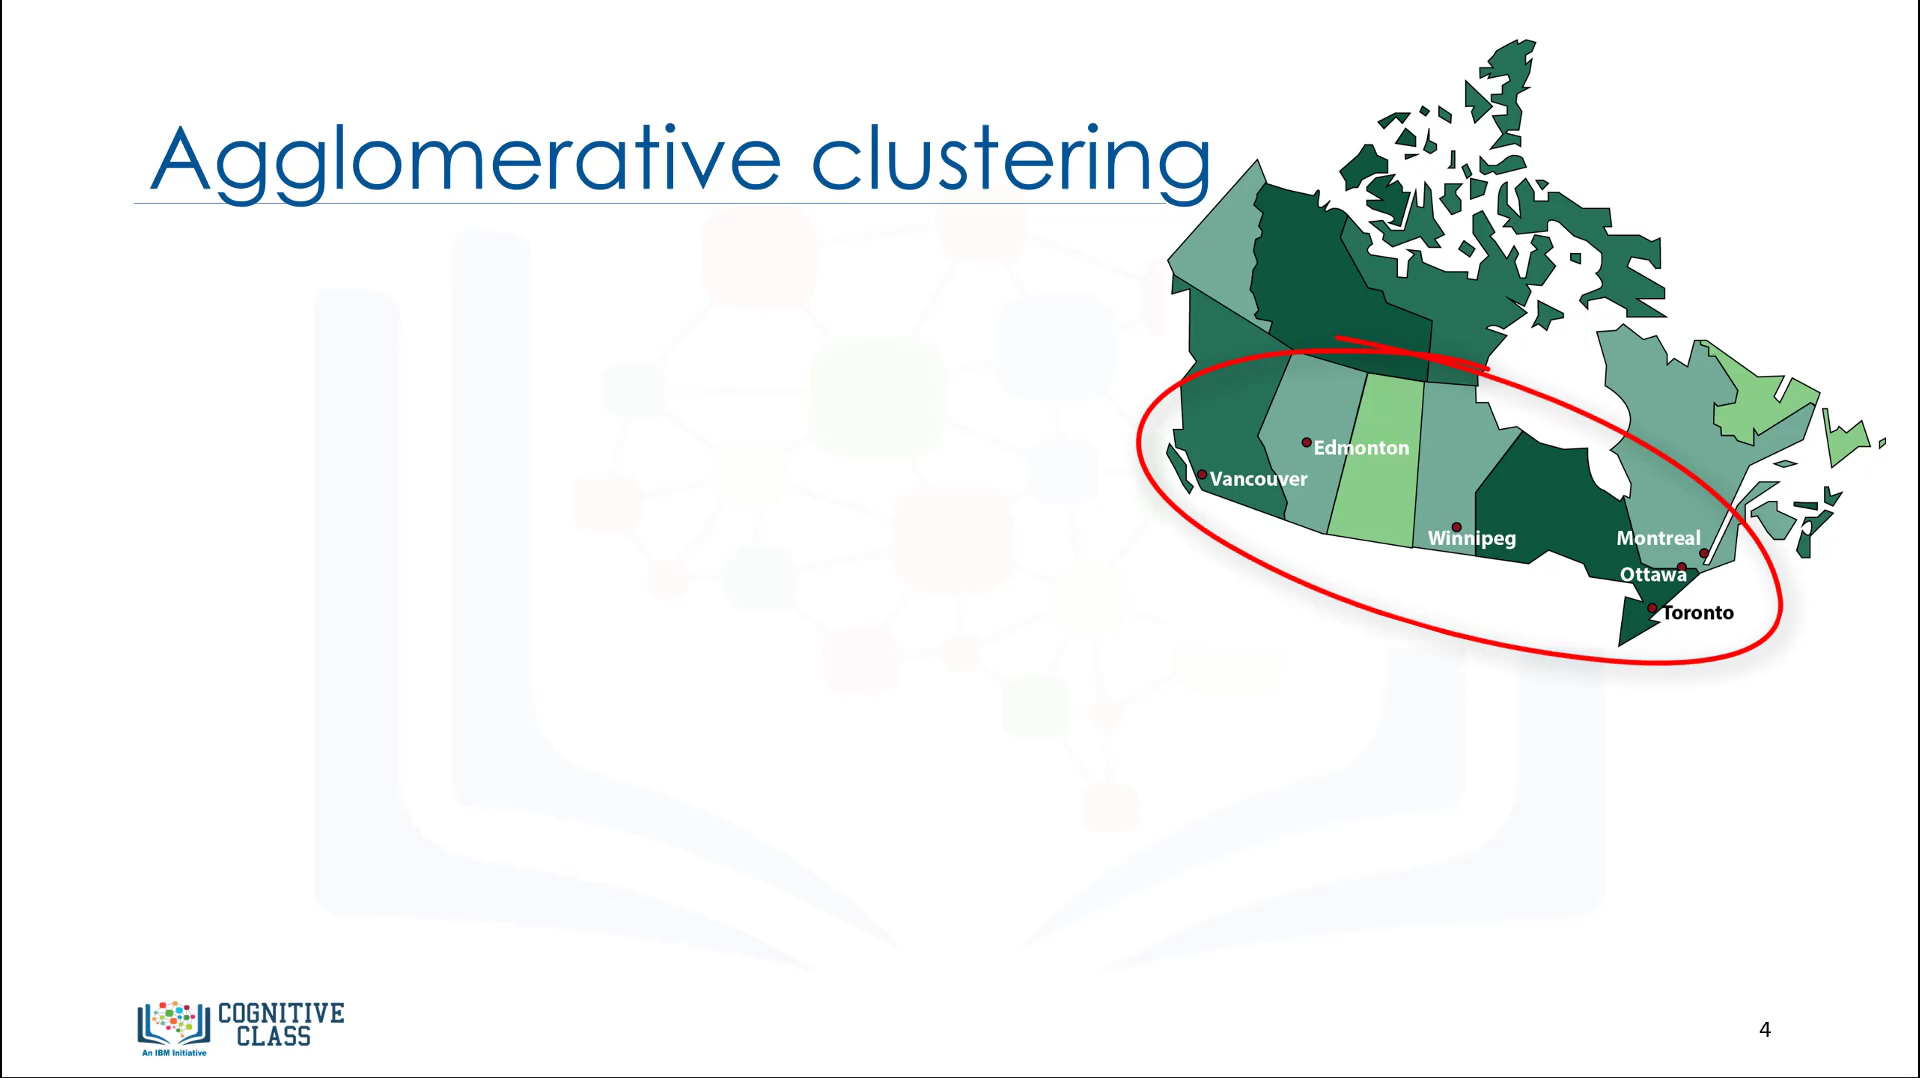 Agglomerative clustering
Edmonton
Vancouver
Winnipeg
Montreal
Ottawa
Toronto
COGNITIVE
CLASS
An IBM Initiative
4